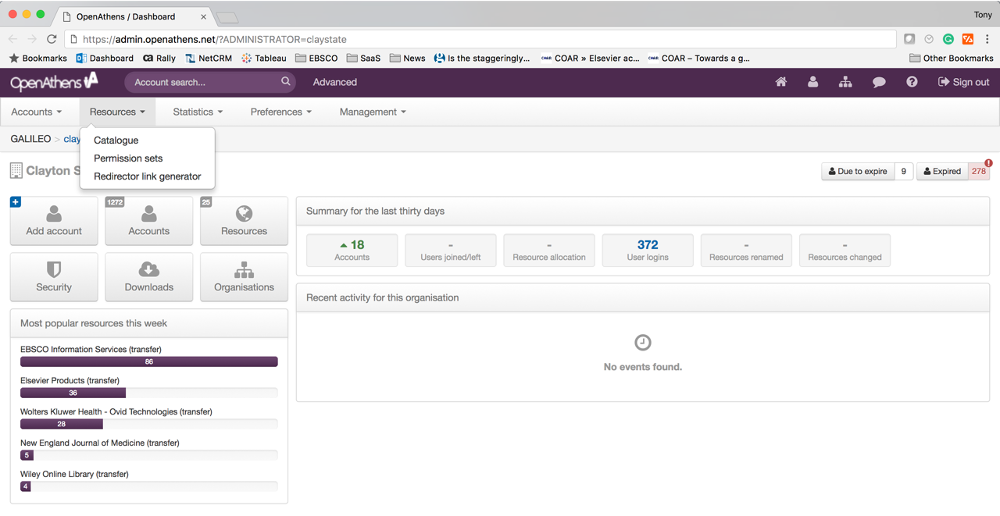 OpenAthens / Dashboard
Tony
https://admin.openathens.net/?ADMINISTRATOR=claystate
Bookmarks Dashboard Rally NetCRM Tableau EBSCO SaaS News Is the staggeringly... COAR » Elsevier ac... COAR – Towards a g... Other Bookmarks
OpenAthens Account search... Advanced Sign out
Accounts Resources Statistics Preferences Management
GALILEO > clay
Catalogue
Permission sets
Redirector link generator
Clayton S
Due to expire 9 Expired 278
Add account
1272 Accounts
25 Resources
Security
Downloads
Organisations
Most popular resources this week
EBSCO Information Services (transfer)
86
Elsevier Products (transfer)
36
Wolters Kluwer Health - Ovid Technologies (transfer)
28
New England Journal of Medicine (transfer)
5
Wiley Online Library (transfer)
4
Summary for the last thirty days
18
Accounts
-
Users joined/left
-
Resource allocation
372
User logins
-
Resources renamed
-
Resources changed
Recent activity for this organisation
No events found.